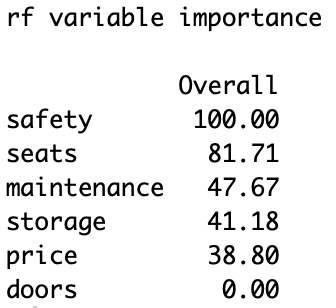 rf variable importance
Overall
safety 100.00
seats 81.71
maintenance 47.67
storage 41.18
price 38.80
doors 0.00